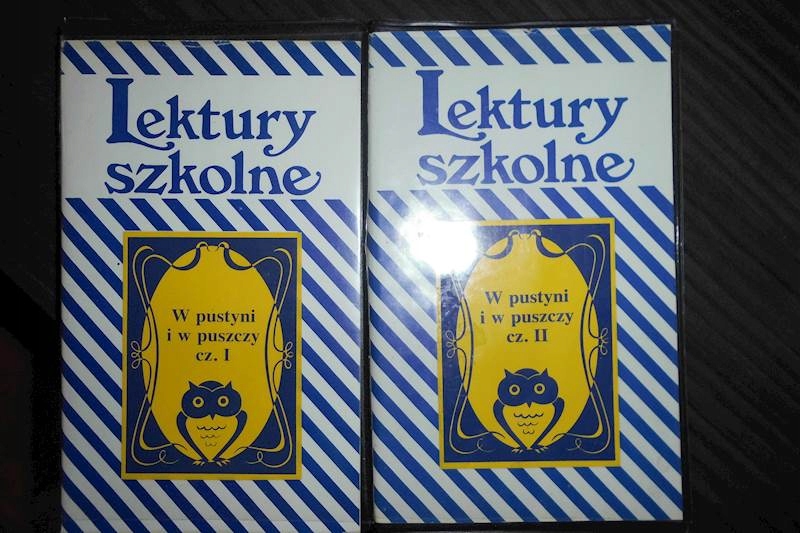 Lektury
szkolne
W pustyni
i w puszczy
cz. I
Lektury
szkolne
W pustyni
i w puszczy
cz. II